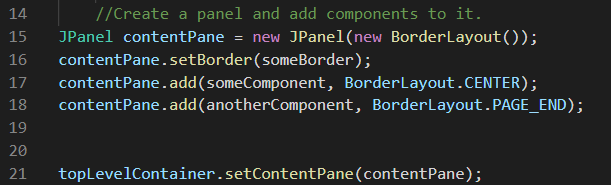 14 //Create a panel and add components to it.
15 JPanel contentPane = new JPanel(new BorderLayout());
16 contentPane.setBorder(someBorder);
17 contentPane.add(someComponent, BorderLayout.CENTER);
18 contentPane.add(anotherComponent, BorderLayout.PAGE_END);
19
20
21 topLevelContainer.setContentPane(contentPane);